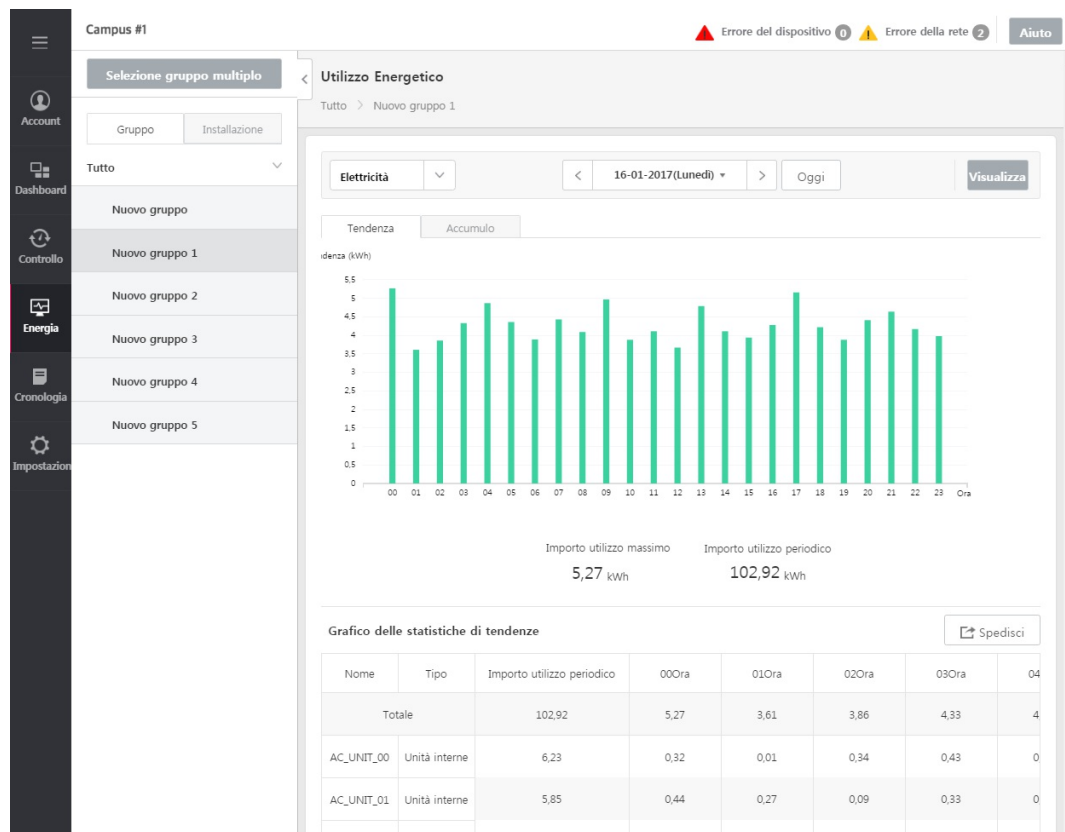 Campus #1
Errore del dispositivo 0
Errore della rete 2
Aiuto
Account
Dashboard
Controllo
Energia
Cronologia
Impostazion
Selezione gruppo multiplo
Gruppo Installazione
Tutto
Nuovo gruppo
Nuovo gruppo 1
Nuovo gruppo 2
Nuovo gruppo 3
Nuovo gruppo 4
Nuovo gruppo 5
Utilizzo Energetico
Tutto > Nuovo gruppo 1
Elettricità < 16-01-2017(Lunedì) > Oggi Visualizza
Tendenza Accumulo
idenza (kWh)
5,5
5
4,5
4
3,5
3
2,5
2
1,5
1
0,5
0
00 01 02 03 04 05 06 07 08 09 10 11 12 13 14 15 16 17 18 19 20 21 22 23 Ora
Importo utilizzo massimo Importo utilizzo periodico
5,27 kWh 102,92 kWh
Grafico delle statistiche di tendenze Spedisci
Nome Tipo Importo utilizzo periodico 00Ora 01Ora 02Ora 03Ora 04
Totale 102,92 5,27 3,61 3,86 4,33 4
AC_UNIT_00 Unità interne 6,23 0,32 0,01 0,34 0,43 0
AC_UNIT_01 Unità interne 5,85 0,44 0,27 0,09 0,33 0